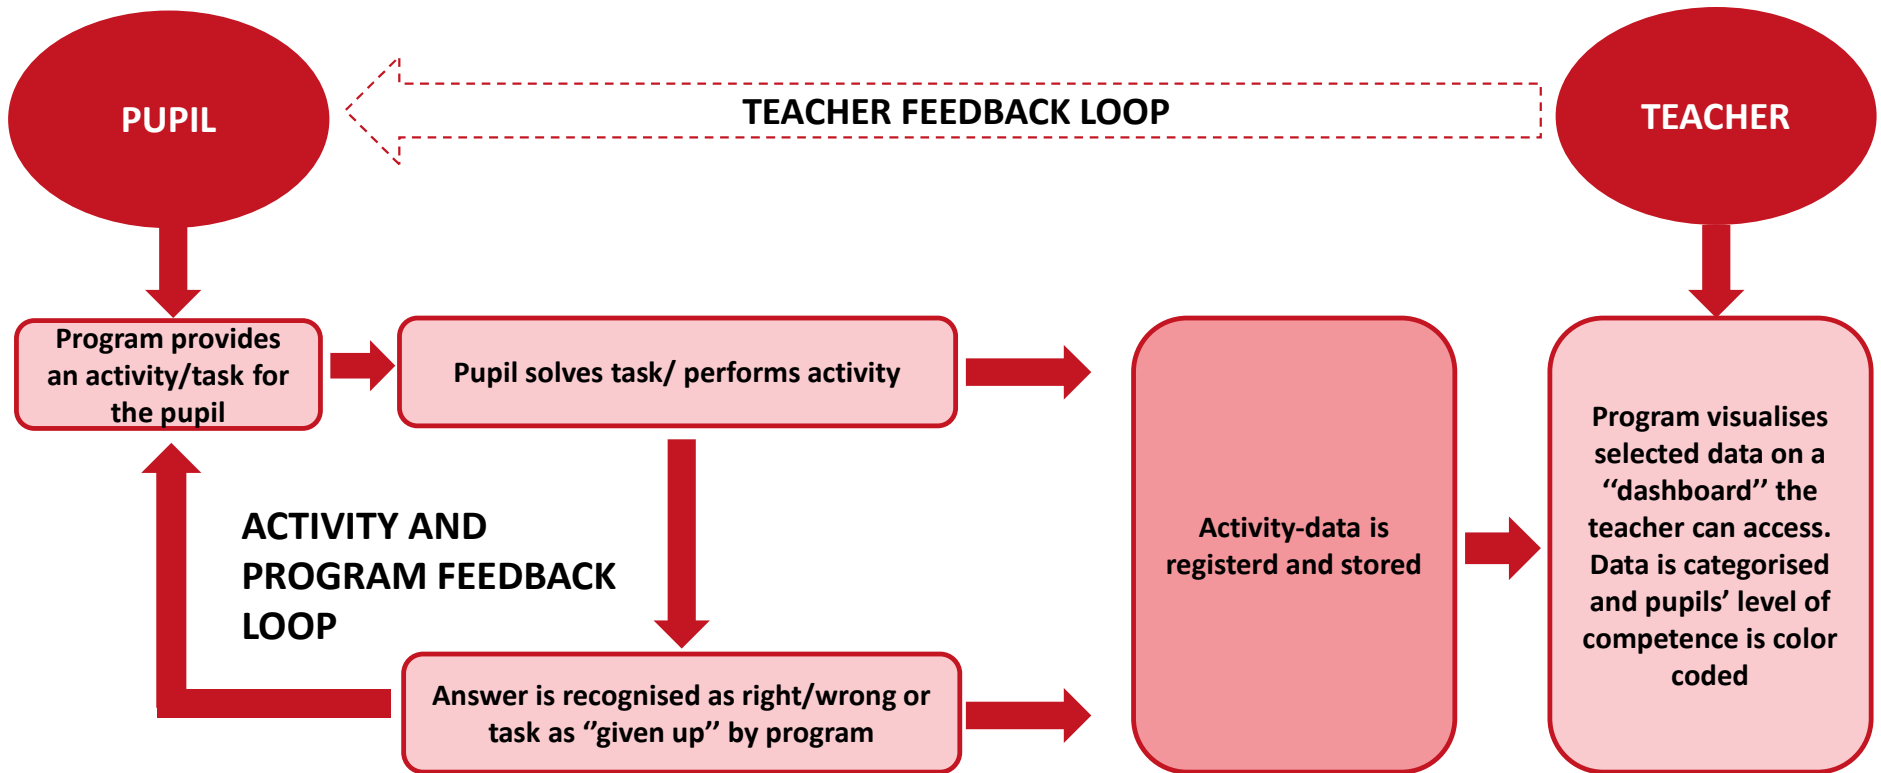 PUPIL
TEACHER FEEDBACK LOOP
TEACHER
Program provides
an activity/task for
the pupil
Pupil solves task/ performs activity
ACTIVITY AND
PROGRAM FEEDBACK
LOOP
Answer is recognised as right/wrong or
task as ‘‘given up’’ by program
Activity-data is
registerd and stored
Program visualises
selected data on a
‘‘dashboard’’ the
teacher can access.
Data is categorised
and pupils’ level of
competence is color
coded